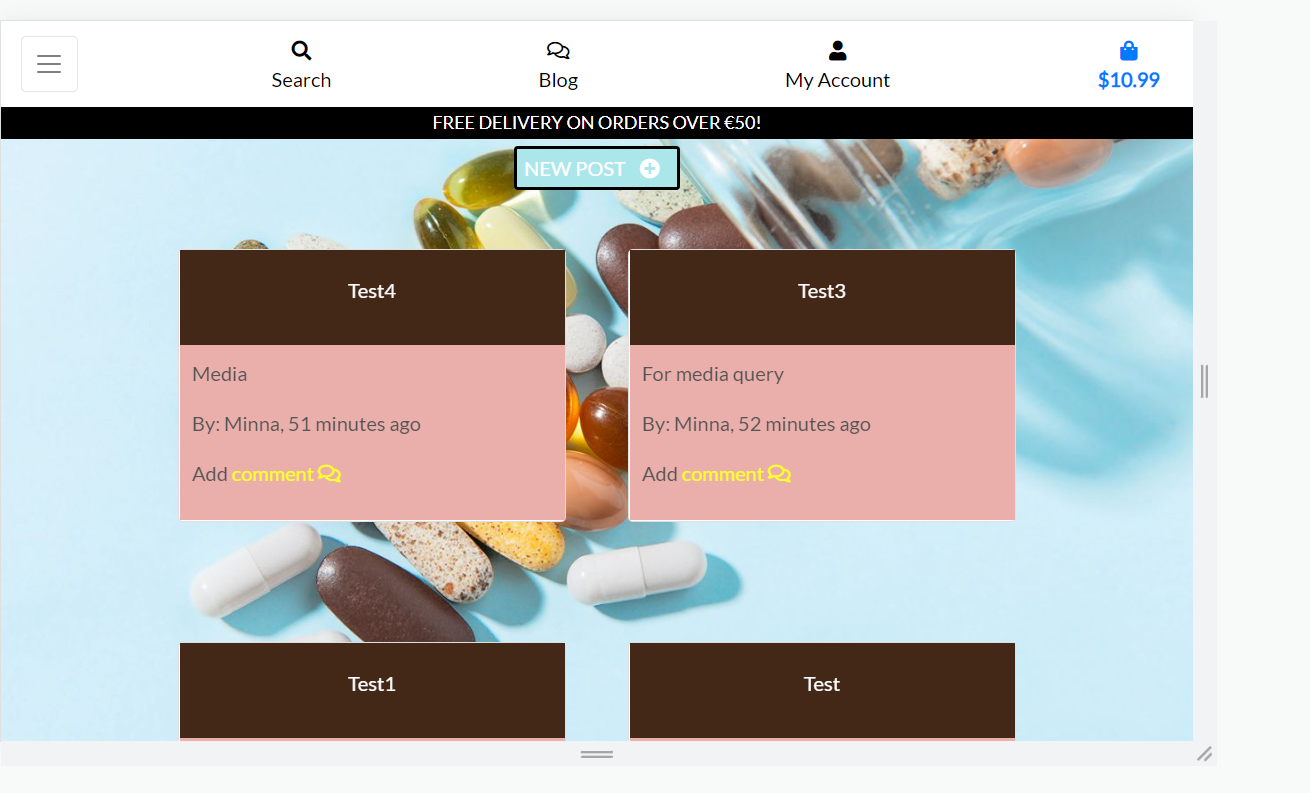 Search
Blog
My Account
$10.99
FREE DELIVERY ON ORDERS OVER €50!
NEW POST
Test4
Media
By: Minna, 51 minutes ago
Add comment
Test3
For media query
By: Minna, 52 minutes ago
Add comment
Test1
Test